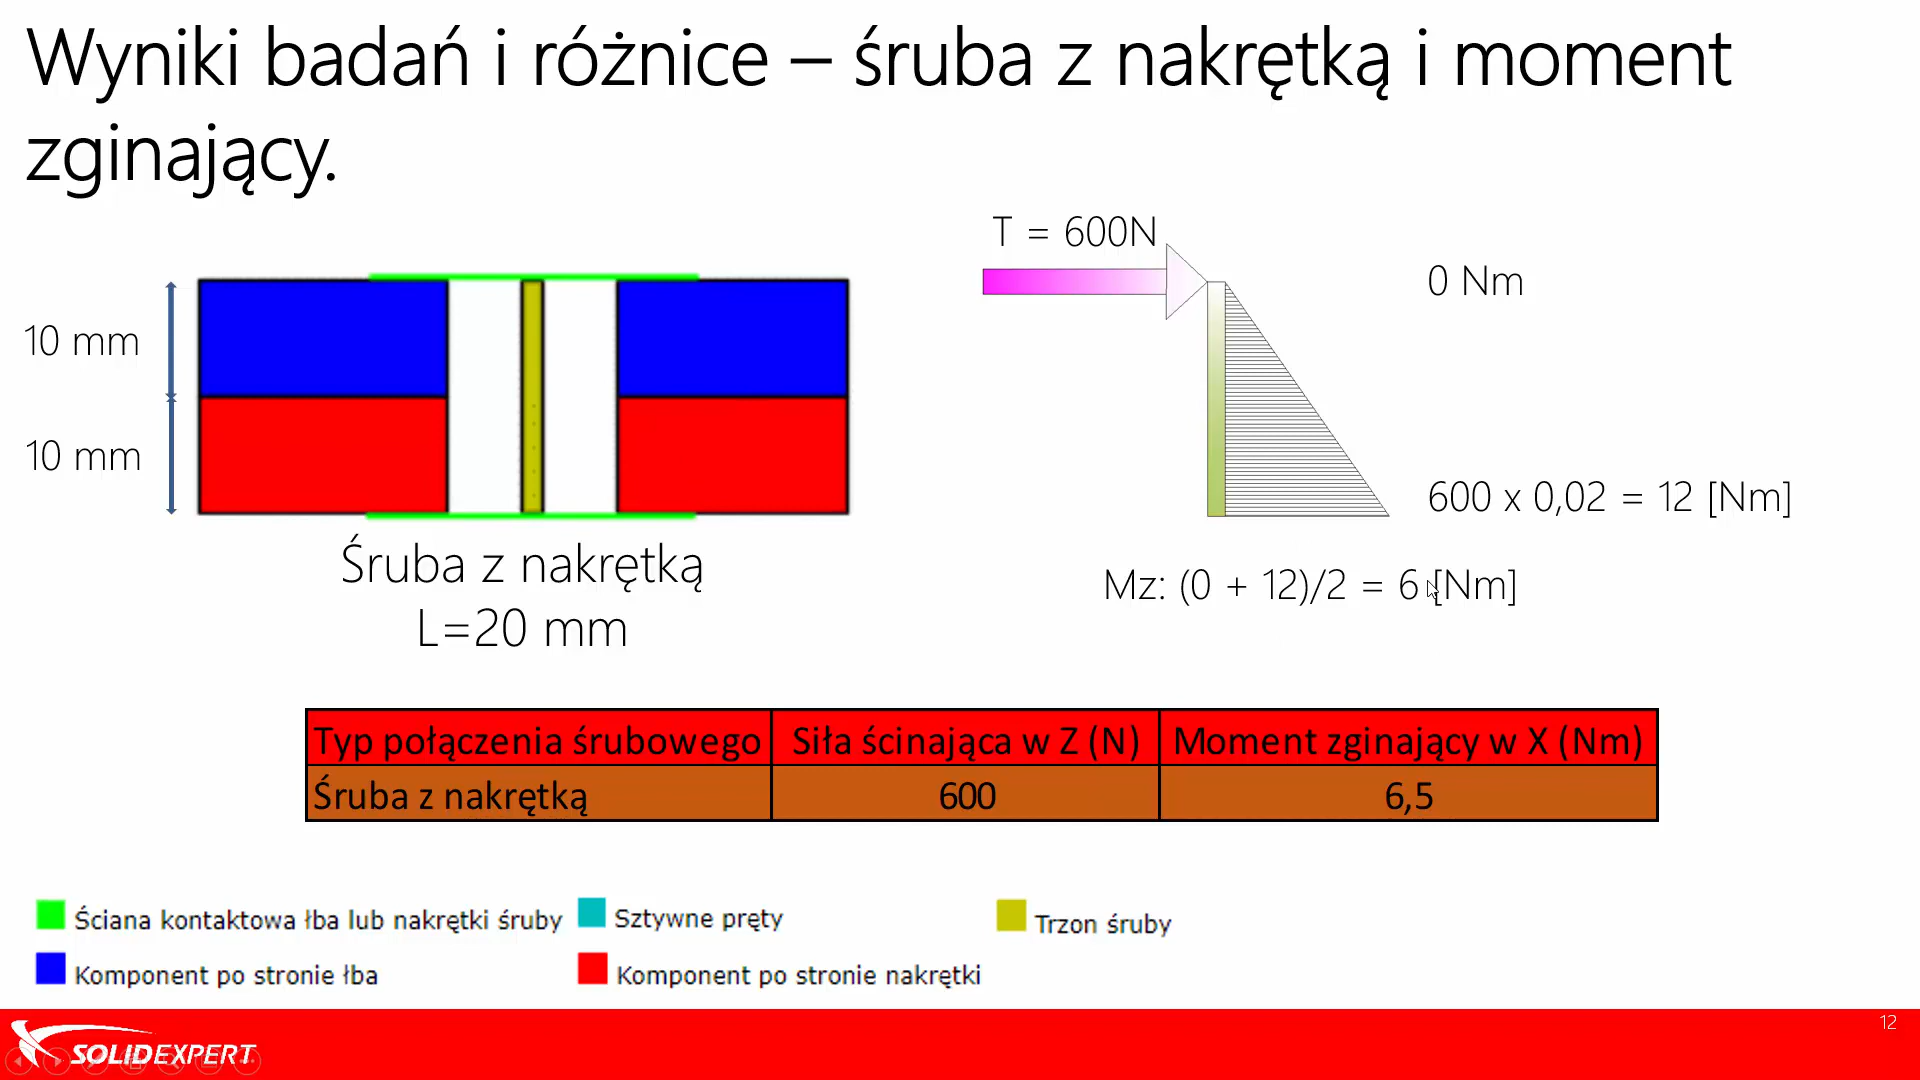 Wyniki badań i różnice – śruba z nakrętką i moment
zginający.
T = 600N
0 Nm
10 mm
10 mm
600 x 0,02 = 12 [Nm]
Śruba z nakrętką
L=20 mm
Mz: (0 + 12)/2 = 6 [Nm]
Typ połączenia śrubowego Siła ścinająca w Z (N) Moment zginający w X (Nm)
Śruba z nakrętką 600 6,5
Ściana kontaktowa łba lub nakrętki śruby Sztywne pręty Trzon śruby
Komponent po stronie łba Komponent po stronie nakrętki
12
SOLIDEXPERT